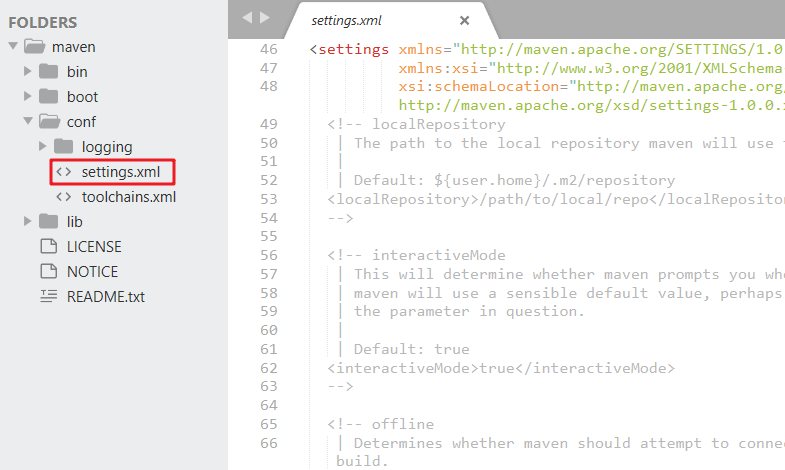 FOLDERS
maven
bin
boot
conf
logging
settings.xml
toolchains.xml
lib
LICENSE
NOTICE
README.txt
settings.xml ×
46 <settings xmlns="http://maven.apache.org/SETTINGS/1.0
47 xmlns:xsi="http://www.w3.org/2001/XMLSchema
48 xsi:schemaLocation="http://maven.apache.org/
http://maven.apache.org/xsd/settings-1.0.0.x
49 <!-- localRepository
50 | The path to the local repository maven will use
51 |
52 | Default: ${user.home}/.m2/repository
53 <localRepository>/path/to/local/repo</localRepositor
54 -->
55
56 <!-- interactiveMode
57 | This will determine whether maven prompts you whe
58 | maven will use a sensible default value, perhaps
59 | the parameter in question.
60 |
61 | Default: true
62 <interactiveMode>true</interactiveMode>
63 -->
64
65 <!-- offline
66 | Determines whether maven should attempt to conne
build.